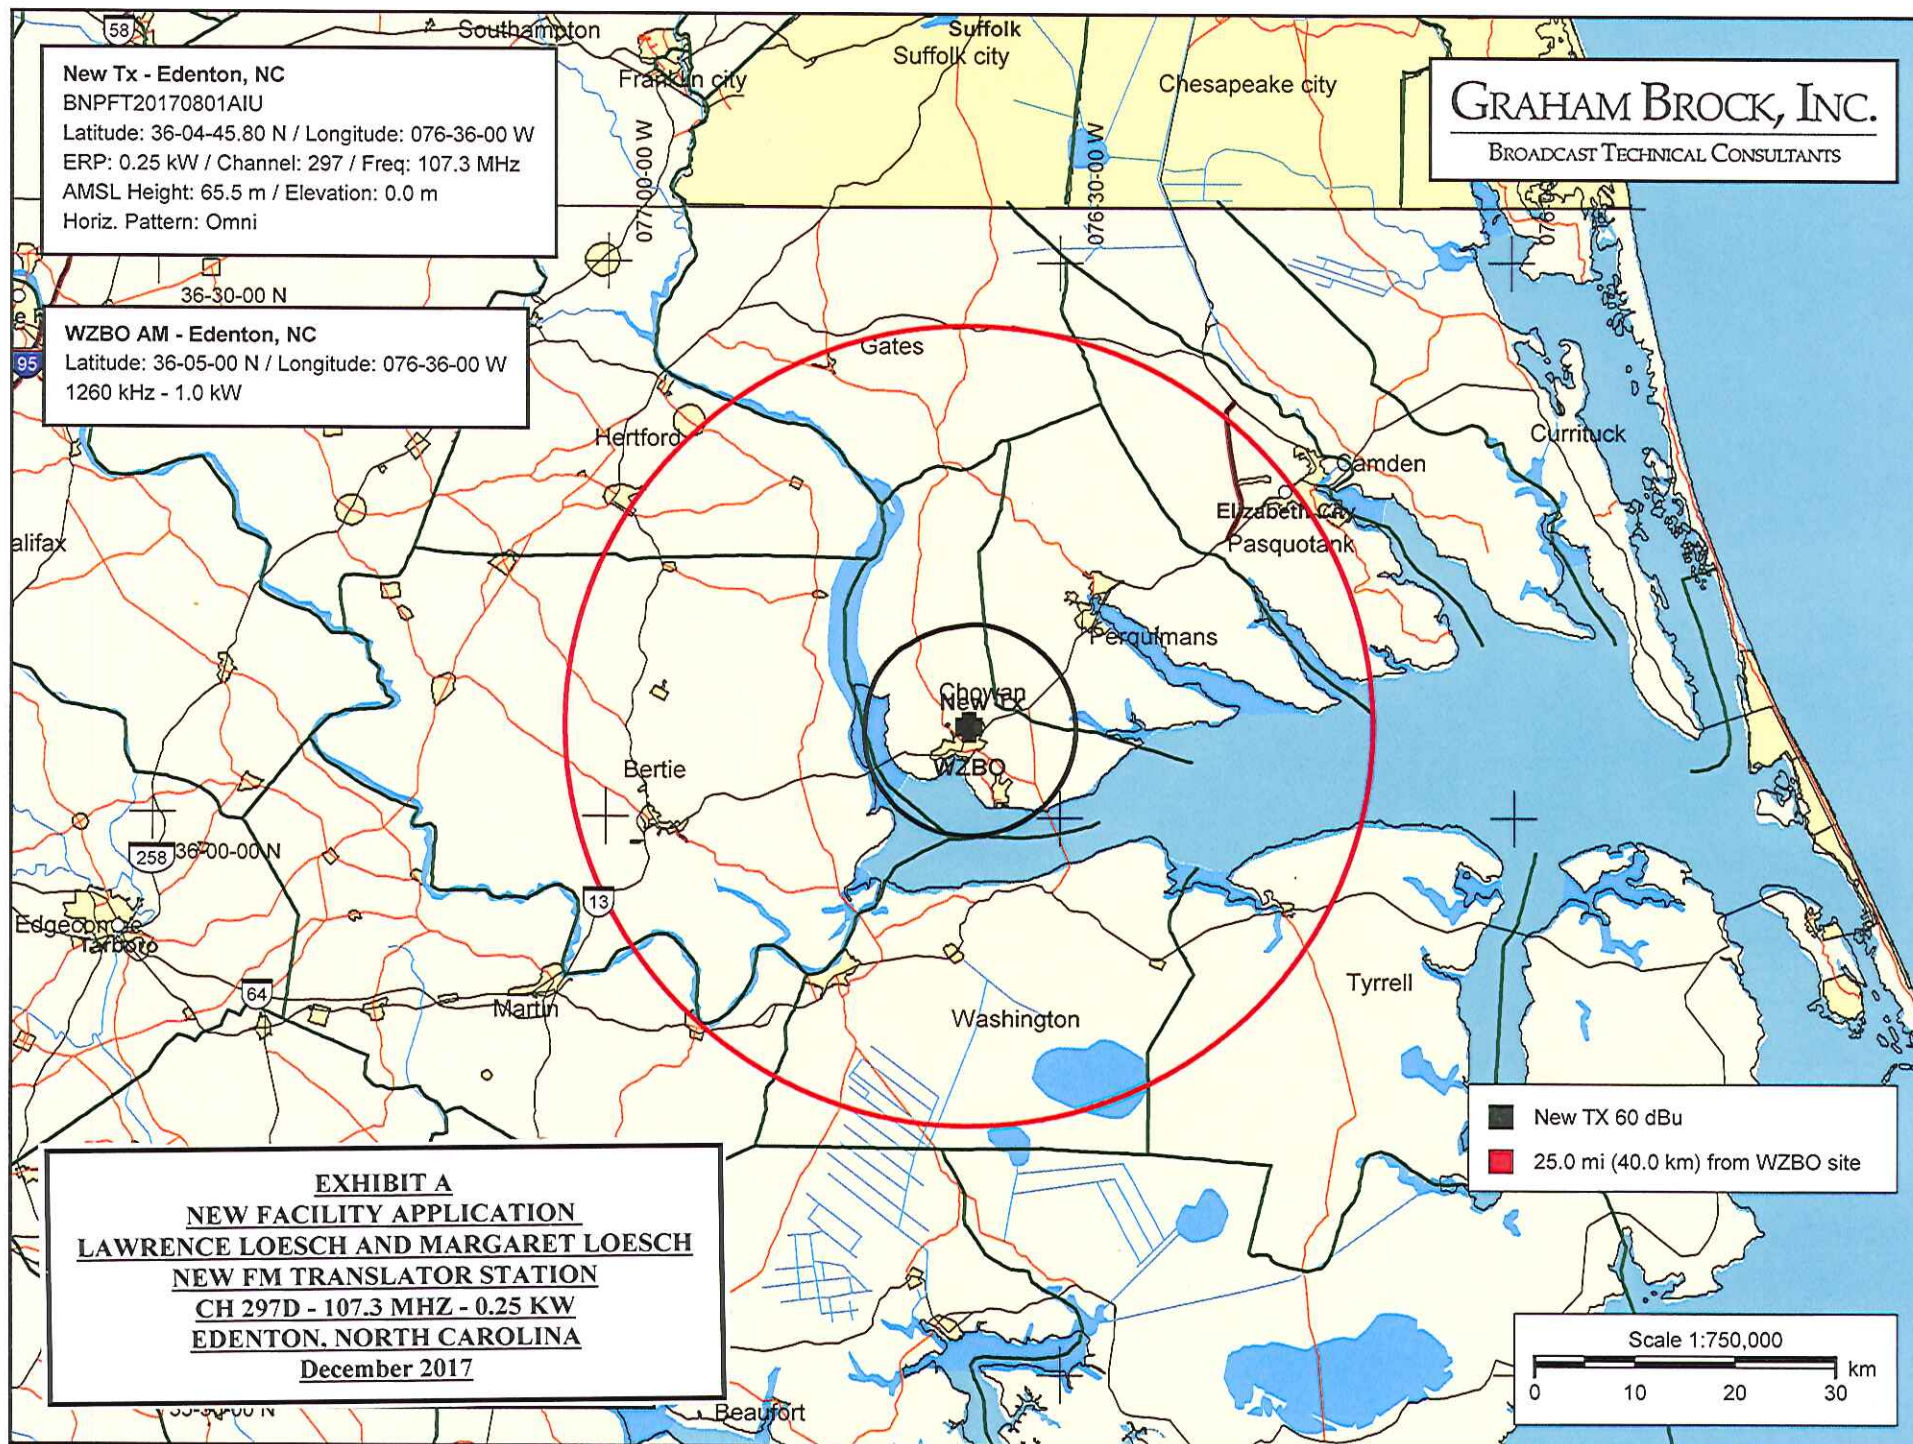 58
Southampton
Suffolk
Suffolk city
Franklin city
Chesapeake city
New Tx - Edenton, NC
BNPFT20170801AIU
Latitude: 36-04-45.80 N / Longitude: 076-36-00 W
ERP: 0.25 kW / Channel: 297 / Freq: 107.3 MHz
AMSL Height: 65.5 m / Elevation: 0.0 m
Horiz. Pattern: Omni
GRAHAM BROCK, INC.
BROADCAST TECHNICAL CONSULTANTS
077-00-00 W
076-30-00 W
36-30-00 N
WZBO AM - Edenton, NC
Latitude: 36-05-00 N / Longitude: 076-36-00 W
1260 kHz - 1.0 kW
95
Gates
Hertford
Currituck
Camden
Elizabeth City
Pasquotank
alifax
Perquimans
Chowan
New Tx
WZBO
Bertie
258
36-00-00 N
13
Edgecombe
Tarboro
64
Martin
Washington
Tyrrell
New TX 60 dBu
25.0 mi (40.0 km) from WZBO site
EXHIBIT A
NEW FACILITY APPLICATION
LAWRENCE LOESCH AND MARGARET LOESCH
NEW FM TRANSLATOR STATION
CH 297D - 107.3 MHZ - 0.25 KW
EDENTON, NORTH CAROLINA
December 2017
Beaufort
Scale 1:750,000
km
0 10 20 30